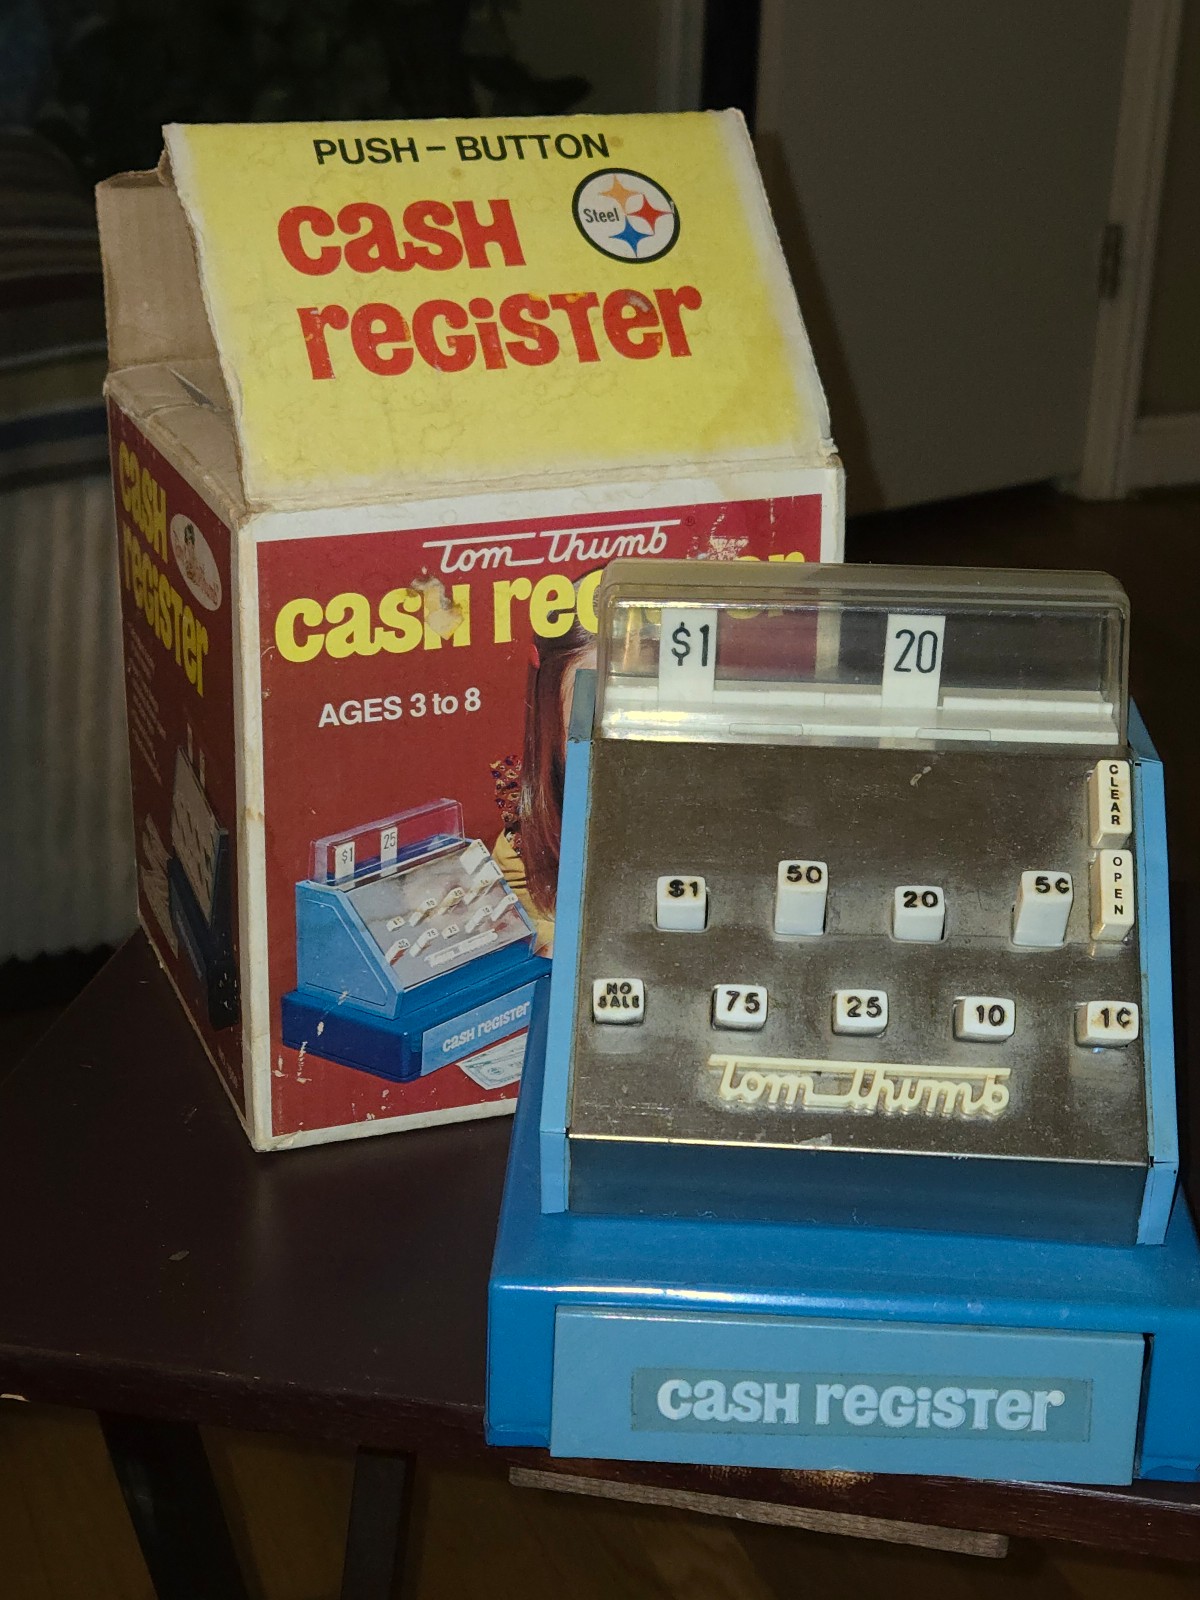 PUSH-BUTTON
cash
register
Steel
Tom Thumb
cash
AGES 3 to 8
$1
25
cash register
cash
register
$1
20
CLEAR
OPEN
$1
50
20
5¢
NO SALE
75
25
10
1¢
Tom Thumb
cash register